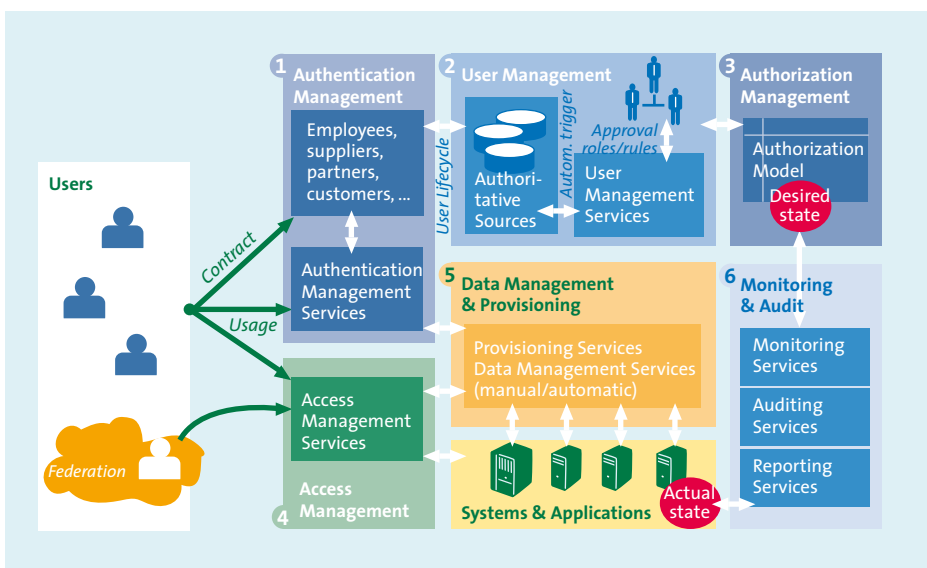 Users
Federation
Contract
Usage
1
Authentication
Management
Employees,
suppliers,
partners,
customers, ...
Authentication
Management
Services
User Lifecycle
2
User Management
Authori-
tative
Sources
Autom. trigger
Approval
roles/rules
User
Management
Services
3
Authorization
Management
Authorization
Model
Desired
state
Access
Management
Services
4
Access
Management
5
Data Management
& Provisioning
Provisioning Services
Data Management Services
(manual/automatic)
Systems & Applications
Actual
state
6
Monitoring
& Audit
Monitoring
Services
Auditing
Services
Reporting
Services